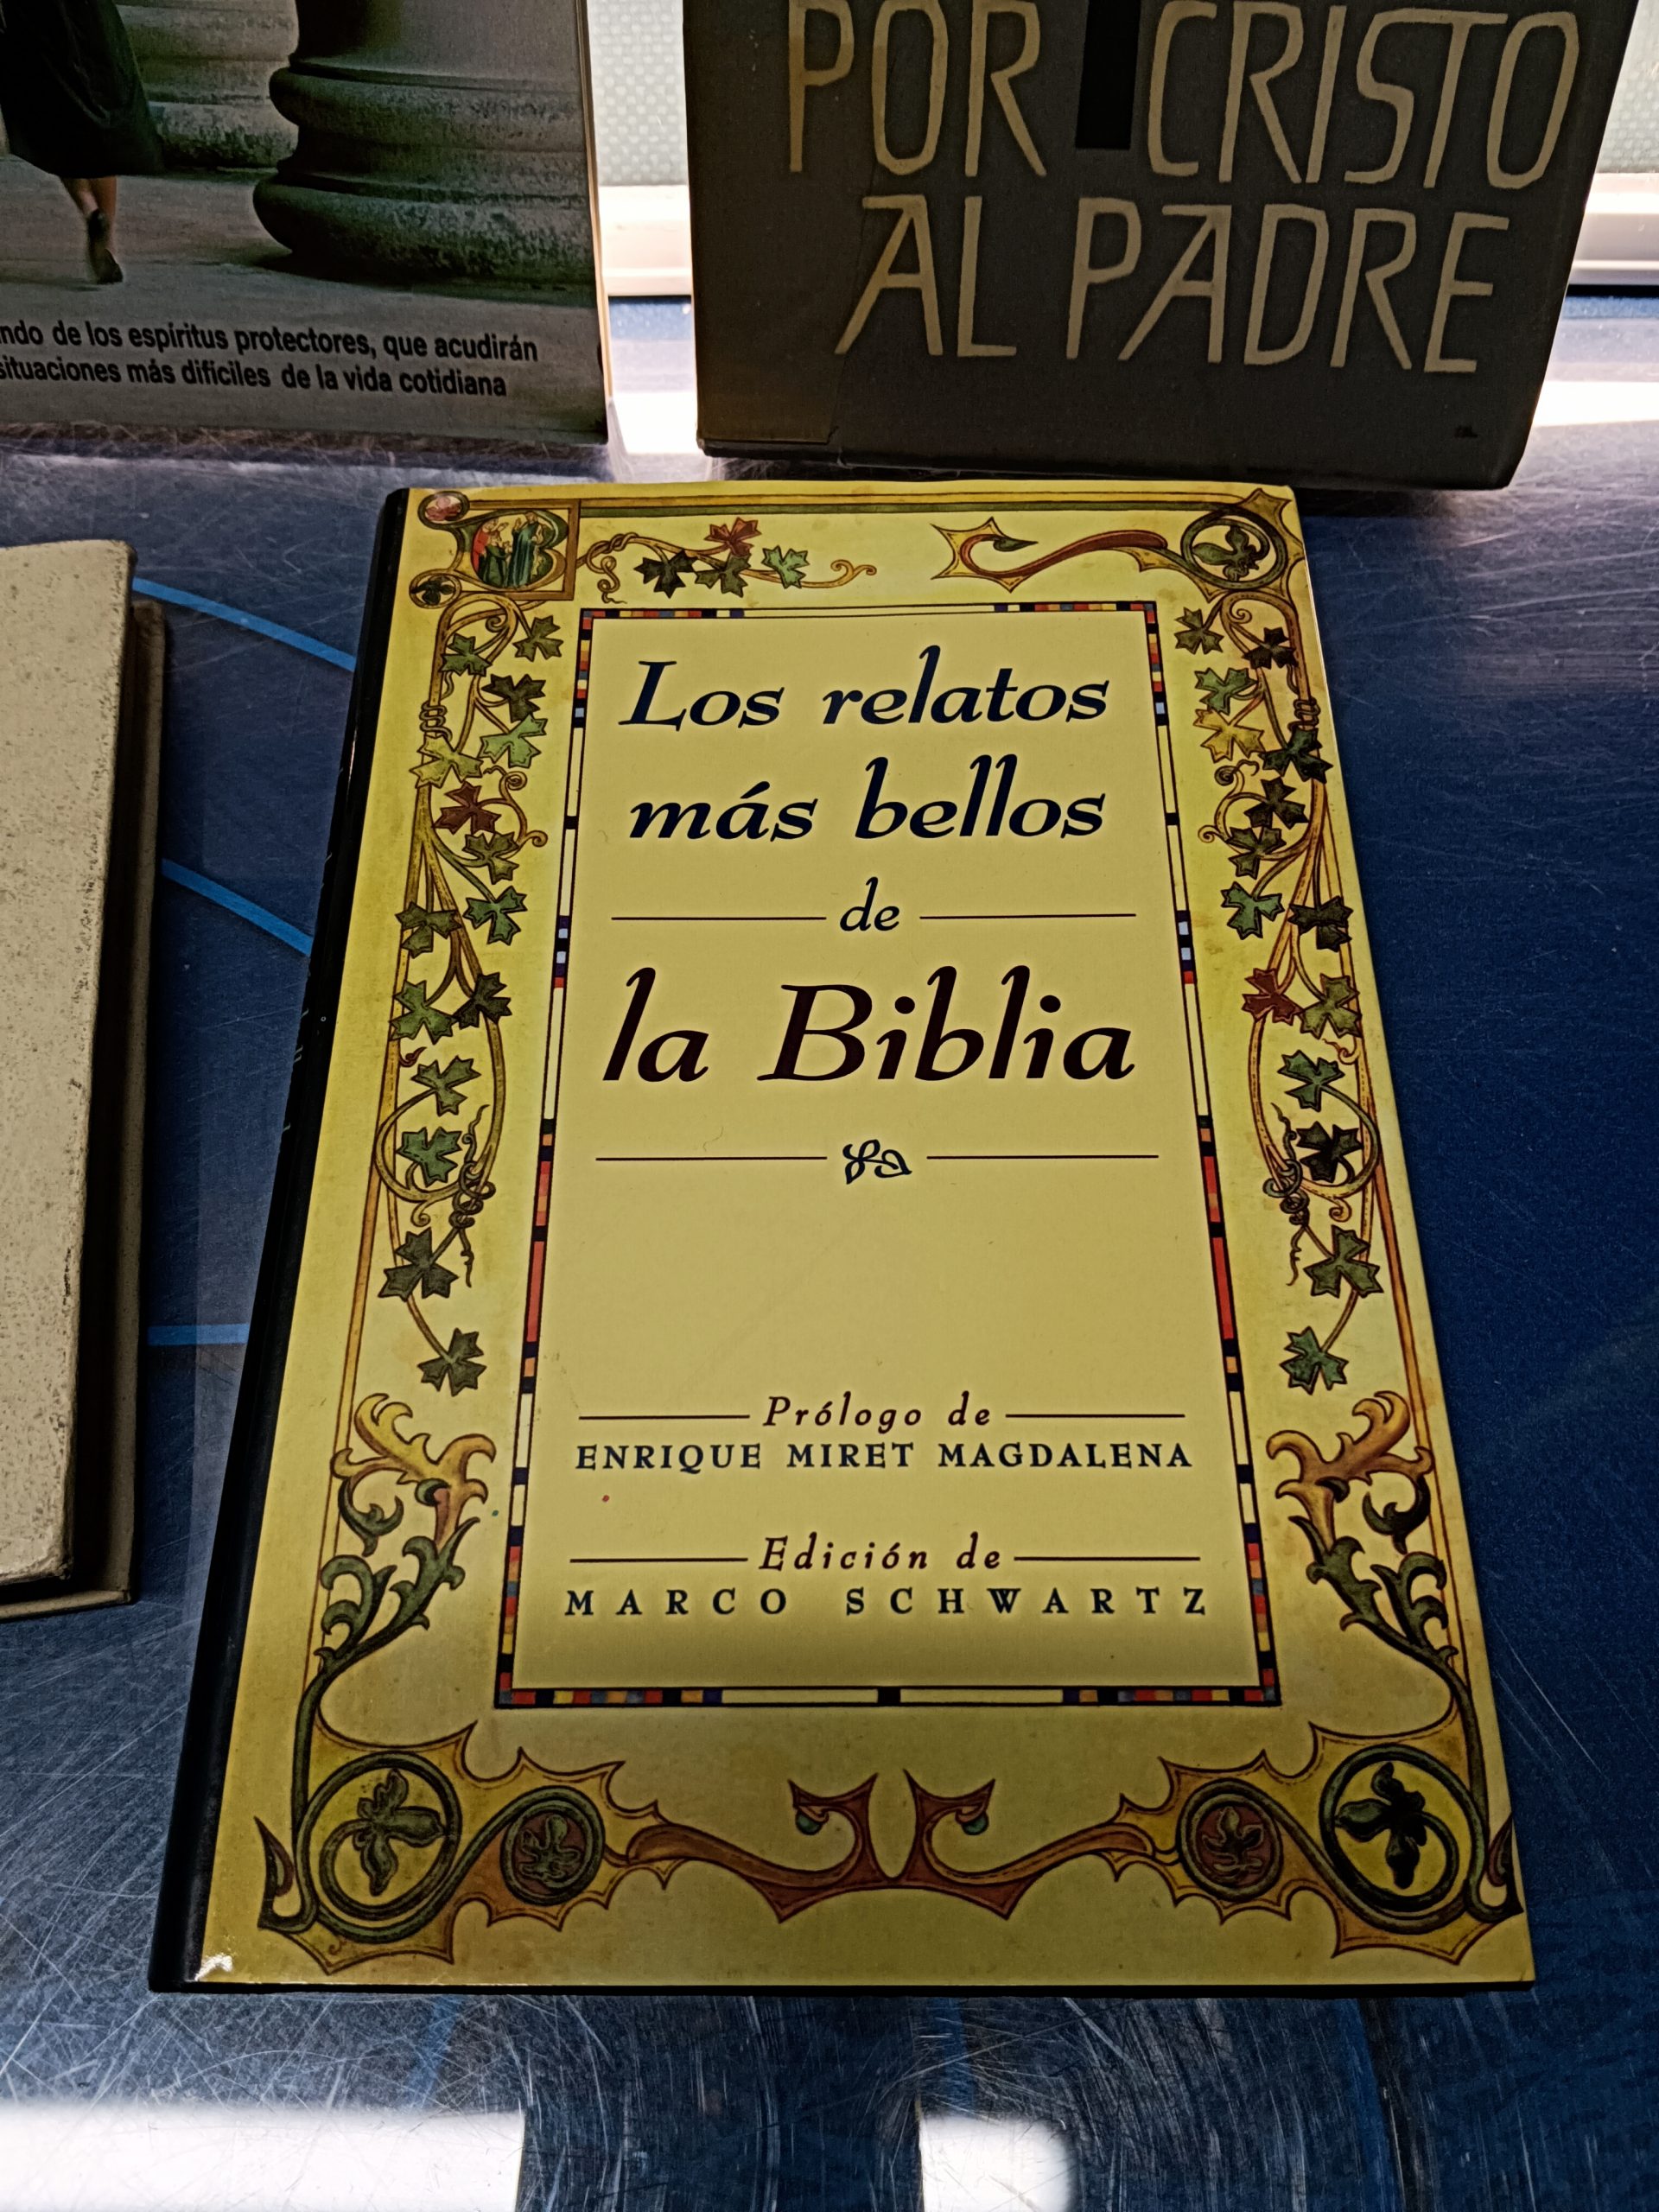 POR CRISTO
AL PADRE
de los espíritus protectores, que acudirán
situaciones más difíciles de la vida cotidiana
Los relatos
más bellos
de
la Biblia
Prólogo de
ENRIQUE MIRET MAGDALENA
Edición de
MARCO SCHWARTZ